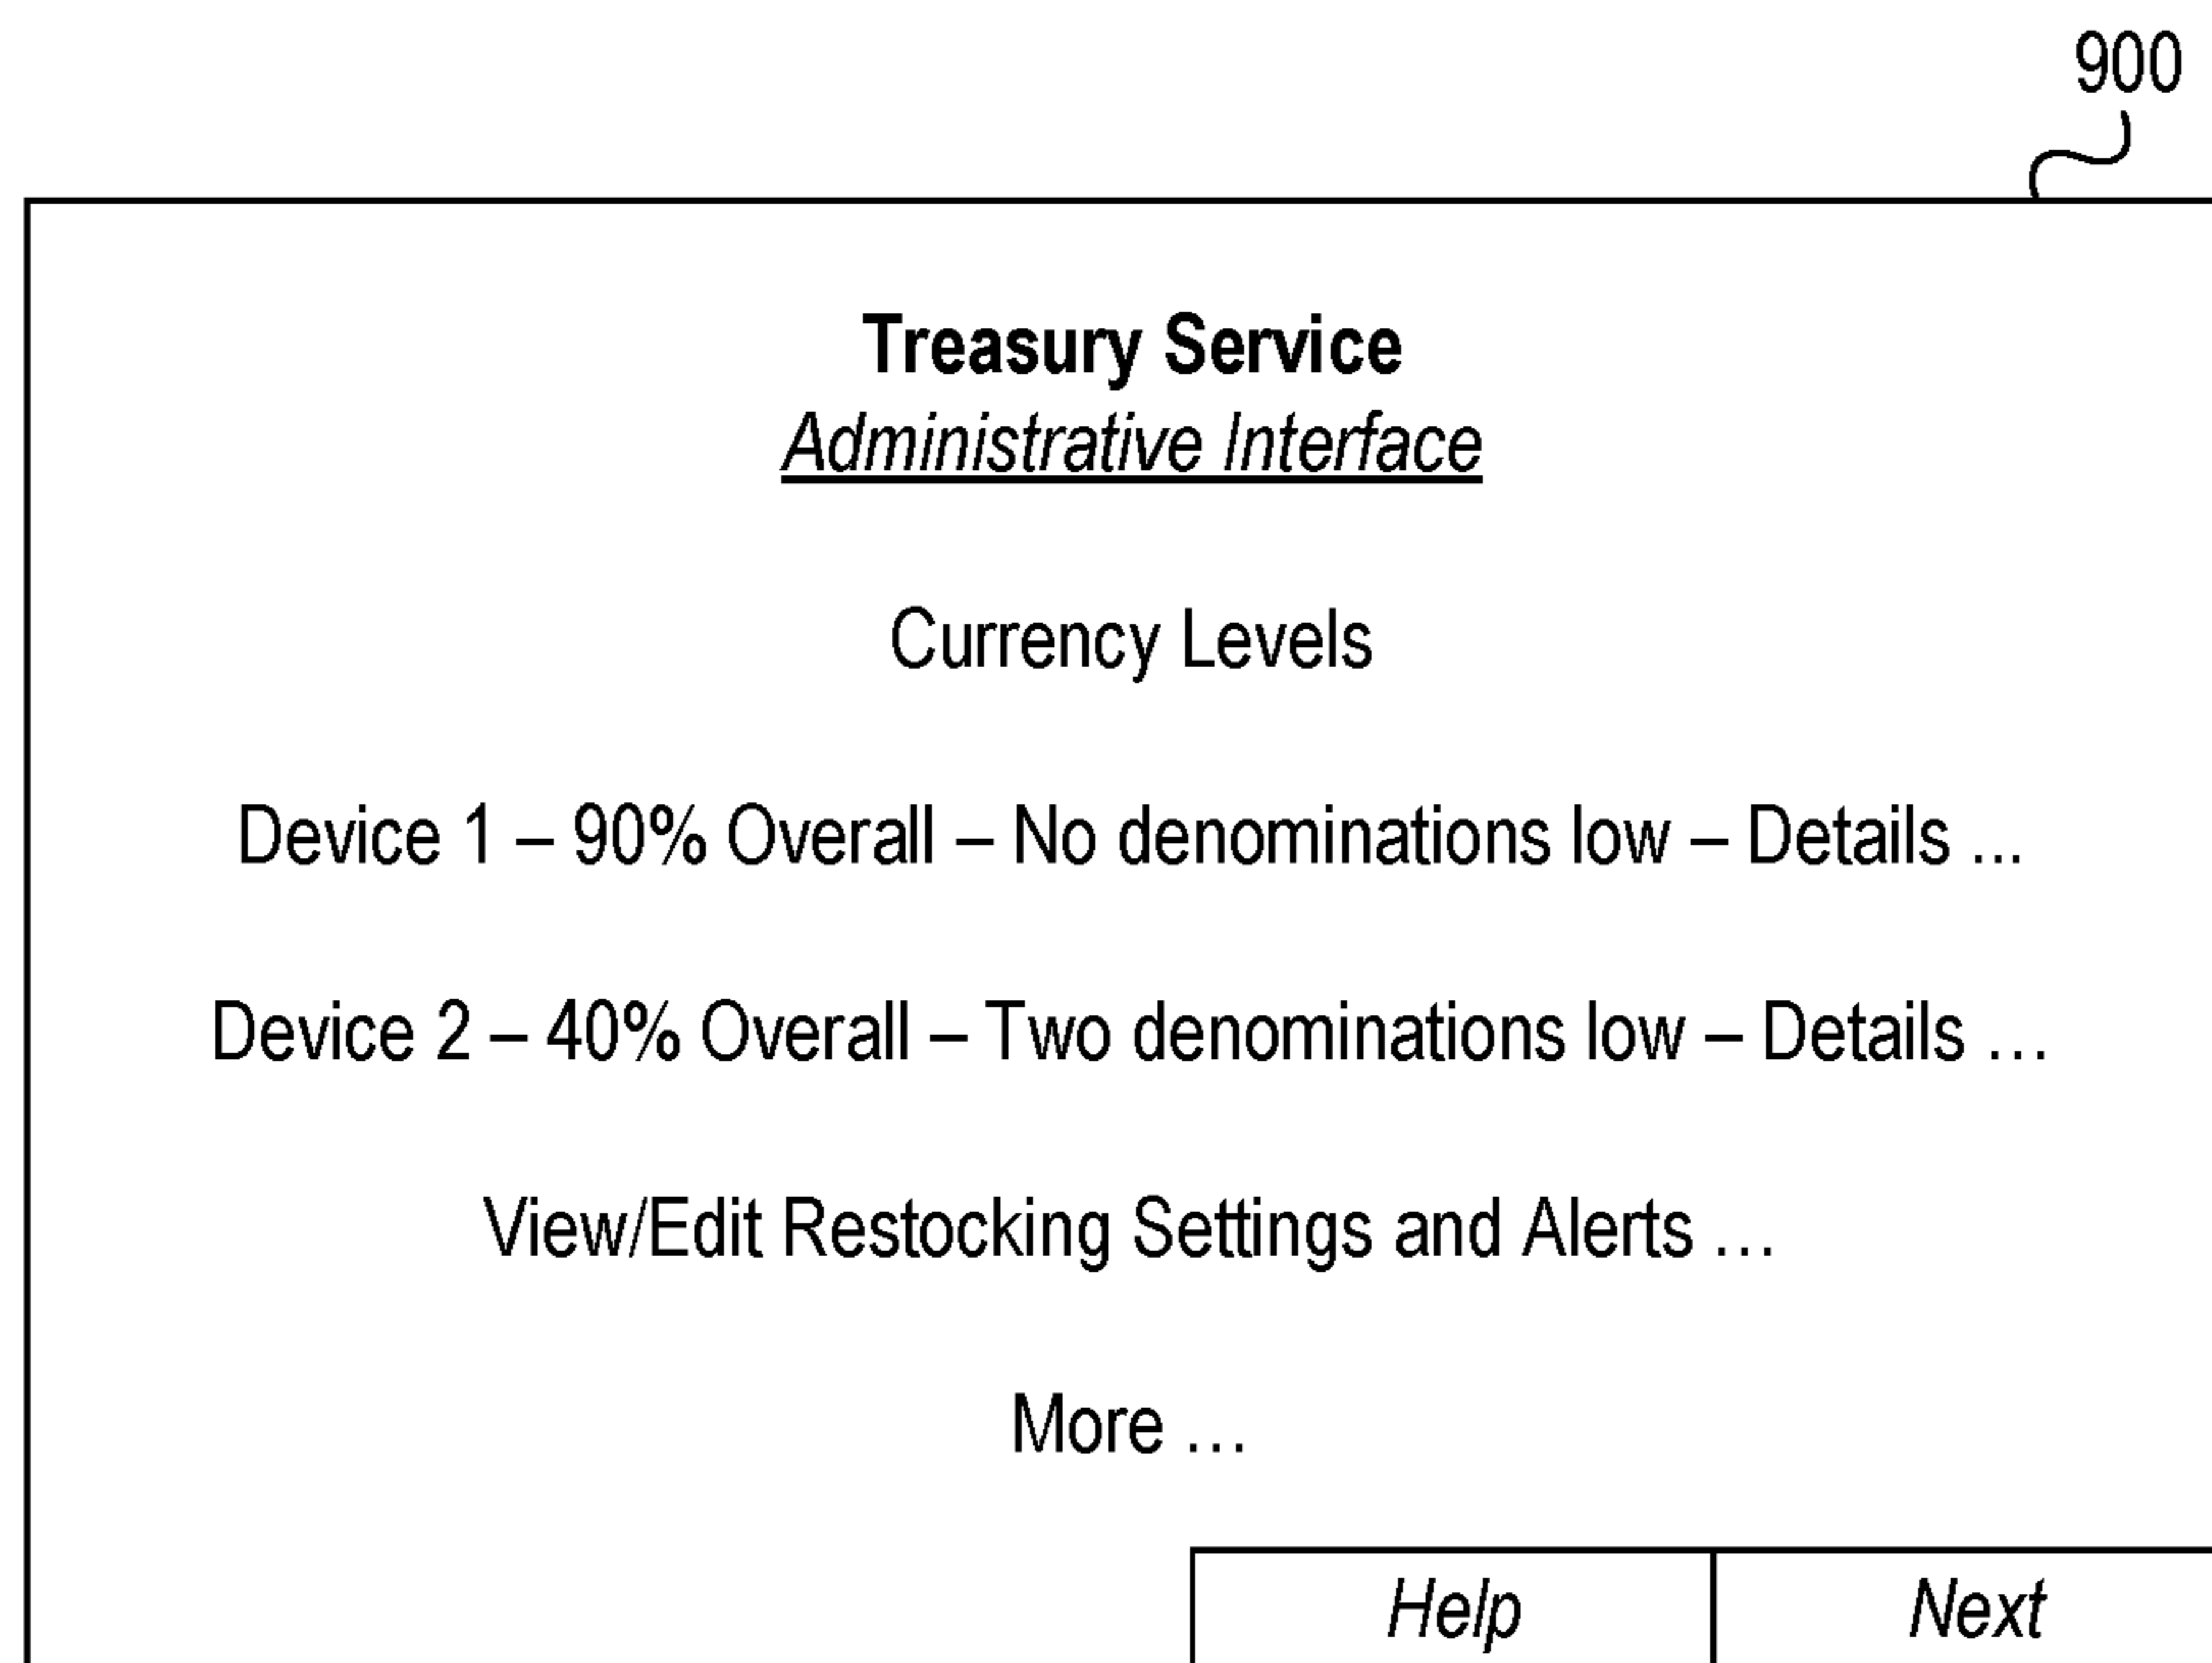 900
Treasury Service
Administrative Interface
Currency Levels
Device 1 – 90% Overall – No denominations low – Details ...
Device 2 – 40% Overall – Two denominations low – Details …
View/Edit Restocking Settings and Alerts …
More …
Help
Next